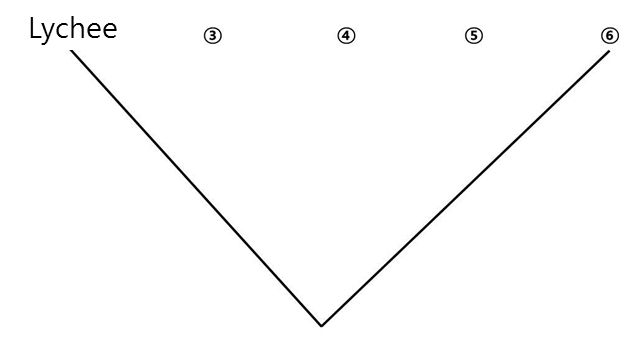 Lychee ③ ④ ⑤ ⑥